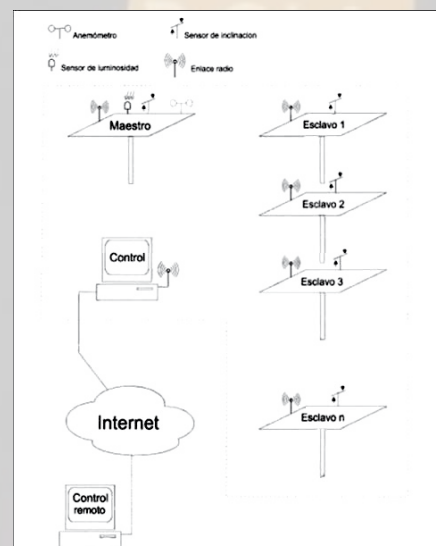 Anemómetro
Sensor de inclinacion
Sensor de luminosidad
Enlace radio
Maestro
Esclavo 1
Esclavo 2
Control
Esclavo 3
Internet
Esclavo n
Control
remoto